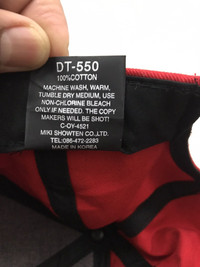 DT-550
100%COTTON
MACHINE WASH, WARM,
TUMBLE DRY MEDIUM, USE
NON-CHLORINE BLEACH
ONLY IF NEEDED. THE COPY
MAKERS WILL BE SHOT!
C-OY-4521
MIKI SHOWTEN CO.,LTD.
TEL:086-472-2283
MADE IN KOREA